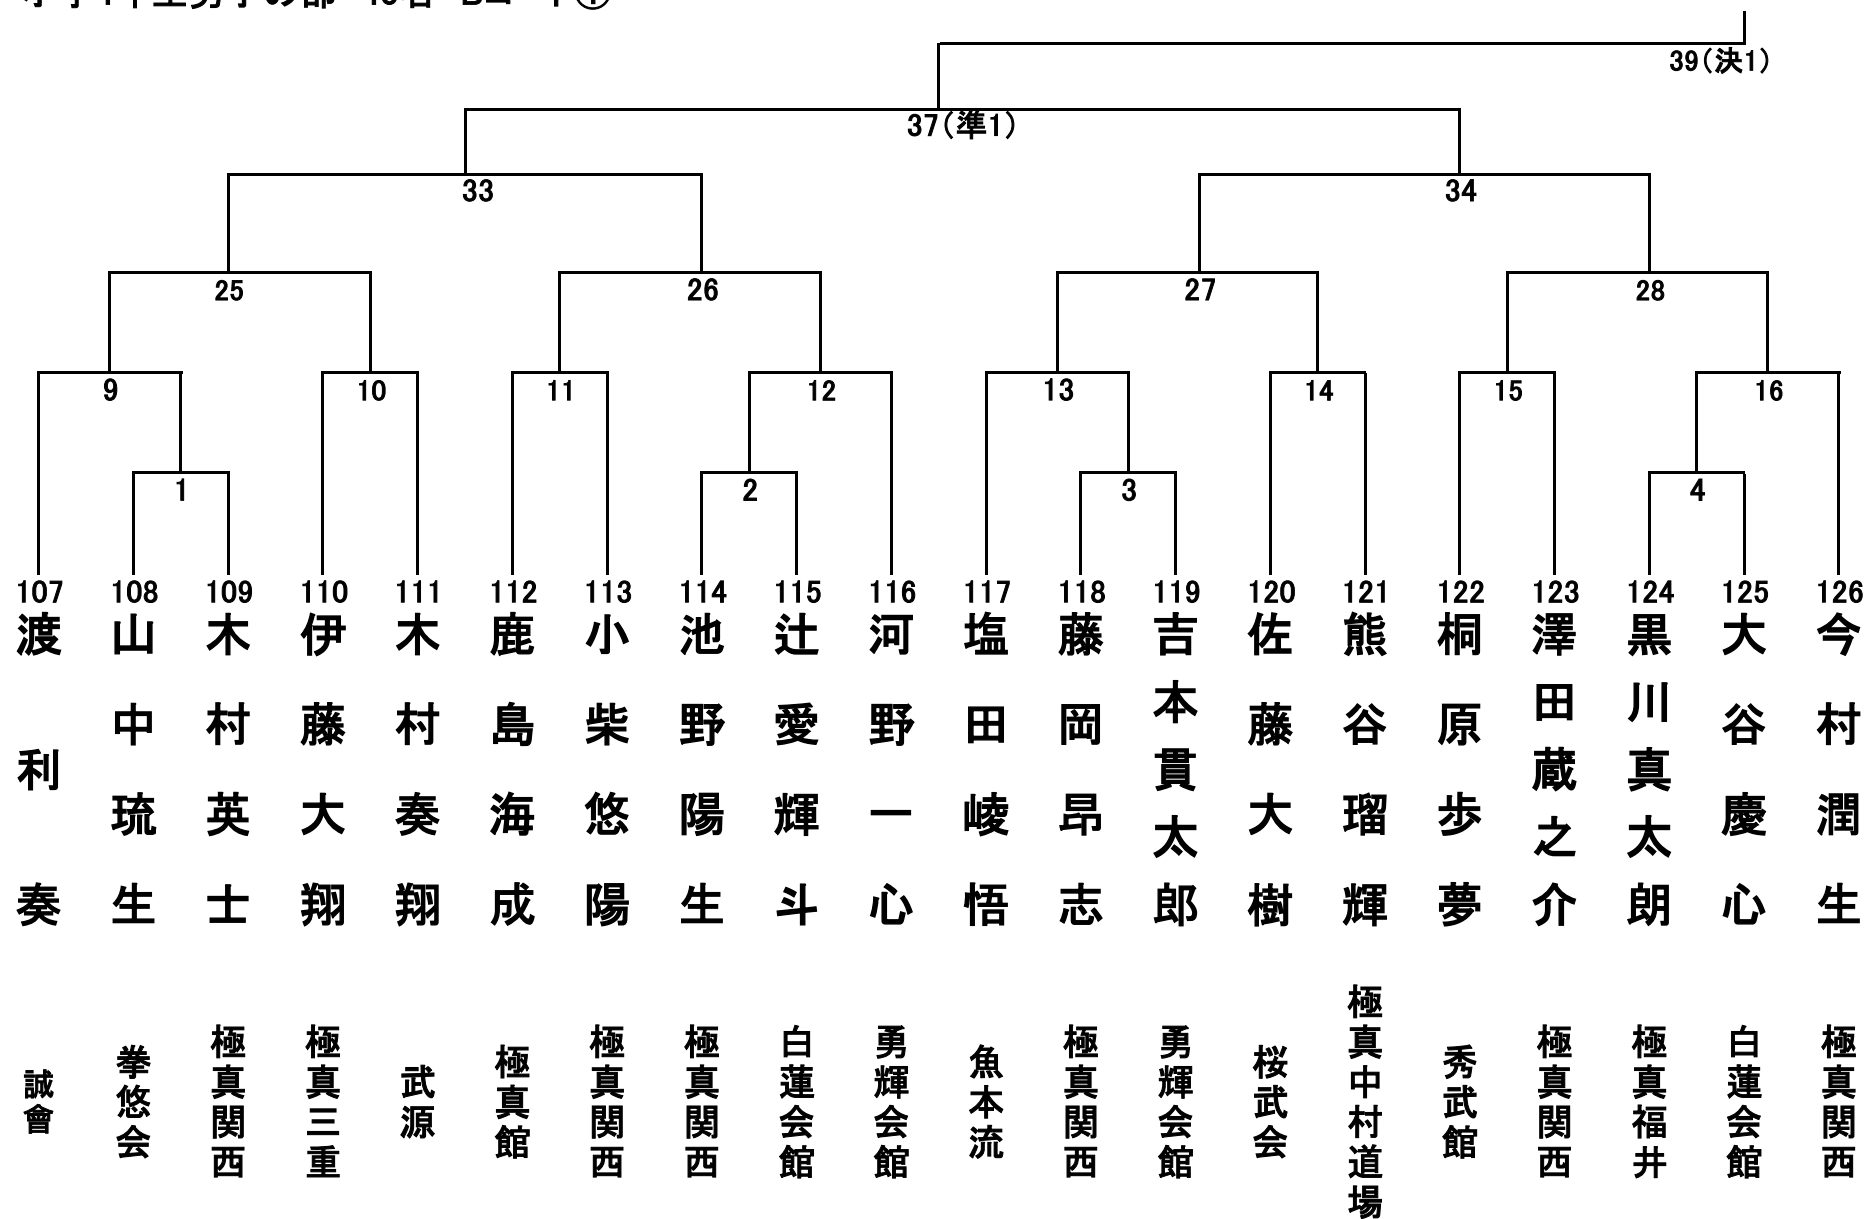 39(決1)
37(準1)
33
34
25
26
27
28
9
10
11
12
13
14
15
16
1
2
3
4
107
渡利奏
誠會
108
山中琉生
拳悠会
109
木村英士
極真関西
110
伊藤大翔
極真三重
111
木村奏翔
武源
112
鹿島海成
極真館
113
小柴悠陽
極真関西
114
池野陽生
極真関西
115
辻愛輝斗
白蓮会館
116
河野一心
勇輝会館
117
塩田崚悟
魚本流
118
藤岡昂志
極真関西
119
吉本貫太郎
勇輝会館
120
佐藤大樹
桜武会
121
熊谷瑠輝
極真中村道場
122
桐原歩夢
秀武館
123
澤田蔵之介
極真関西
124
黒川真太朗
極真福井
125
大谷慶心
白蓮会館
126
今村潤生
極真関西